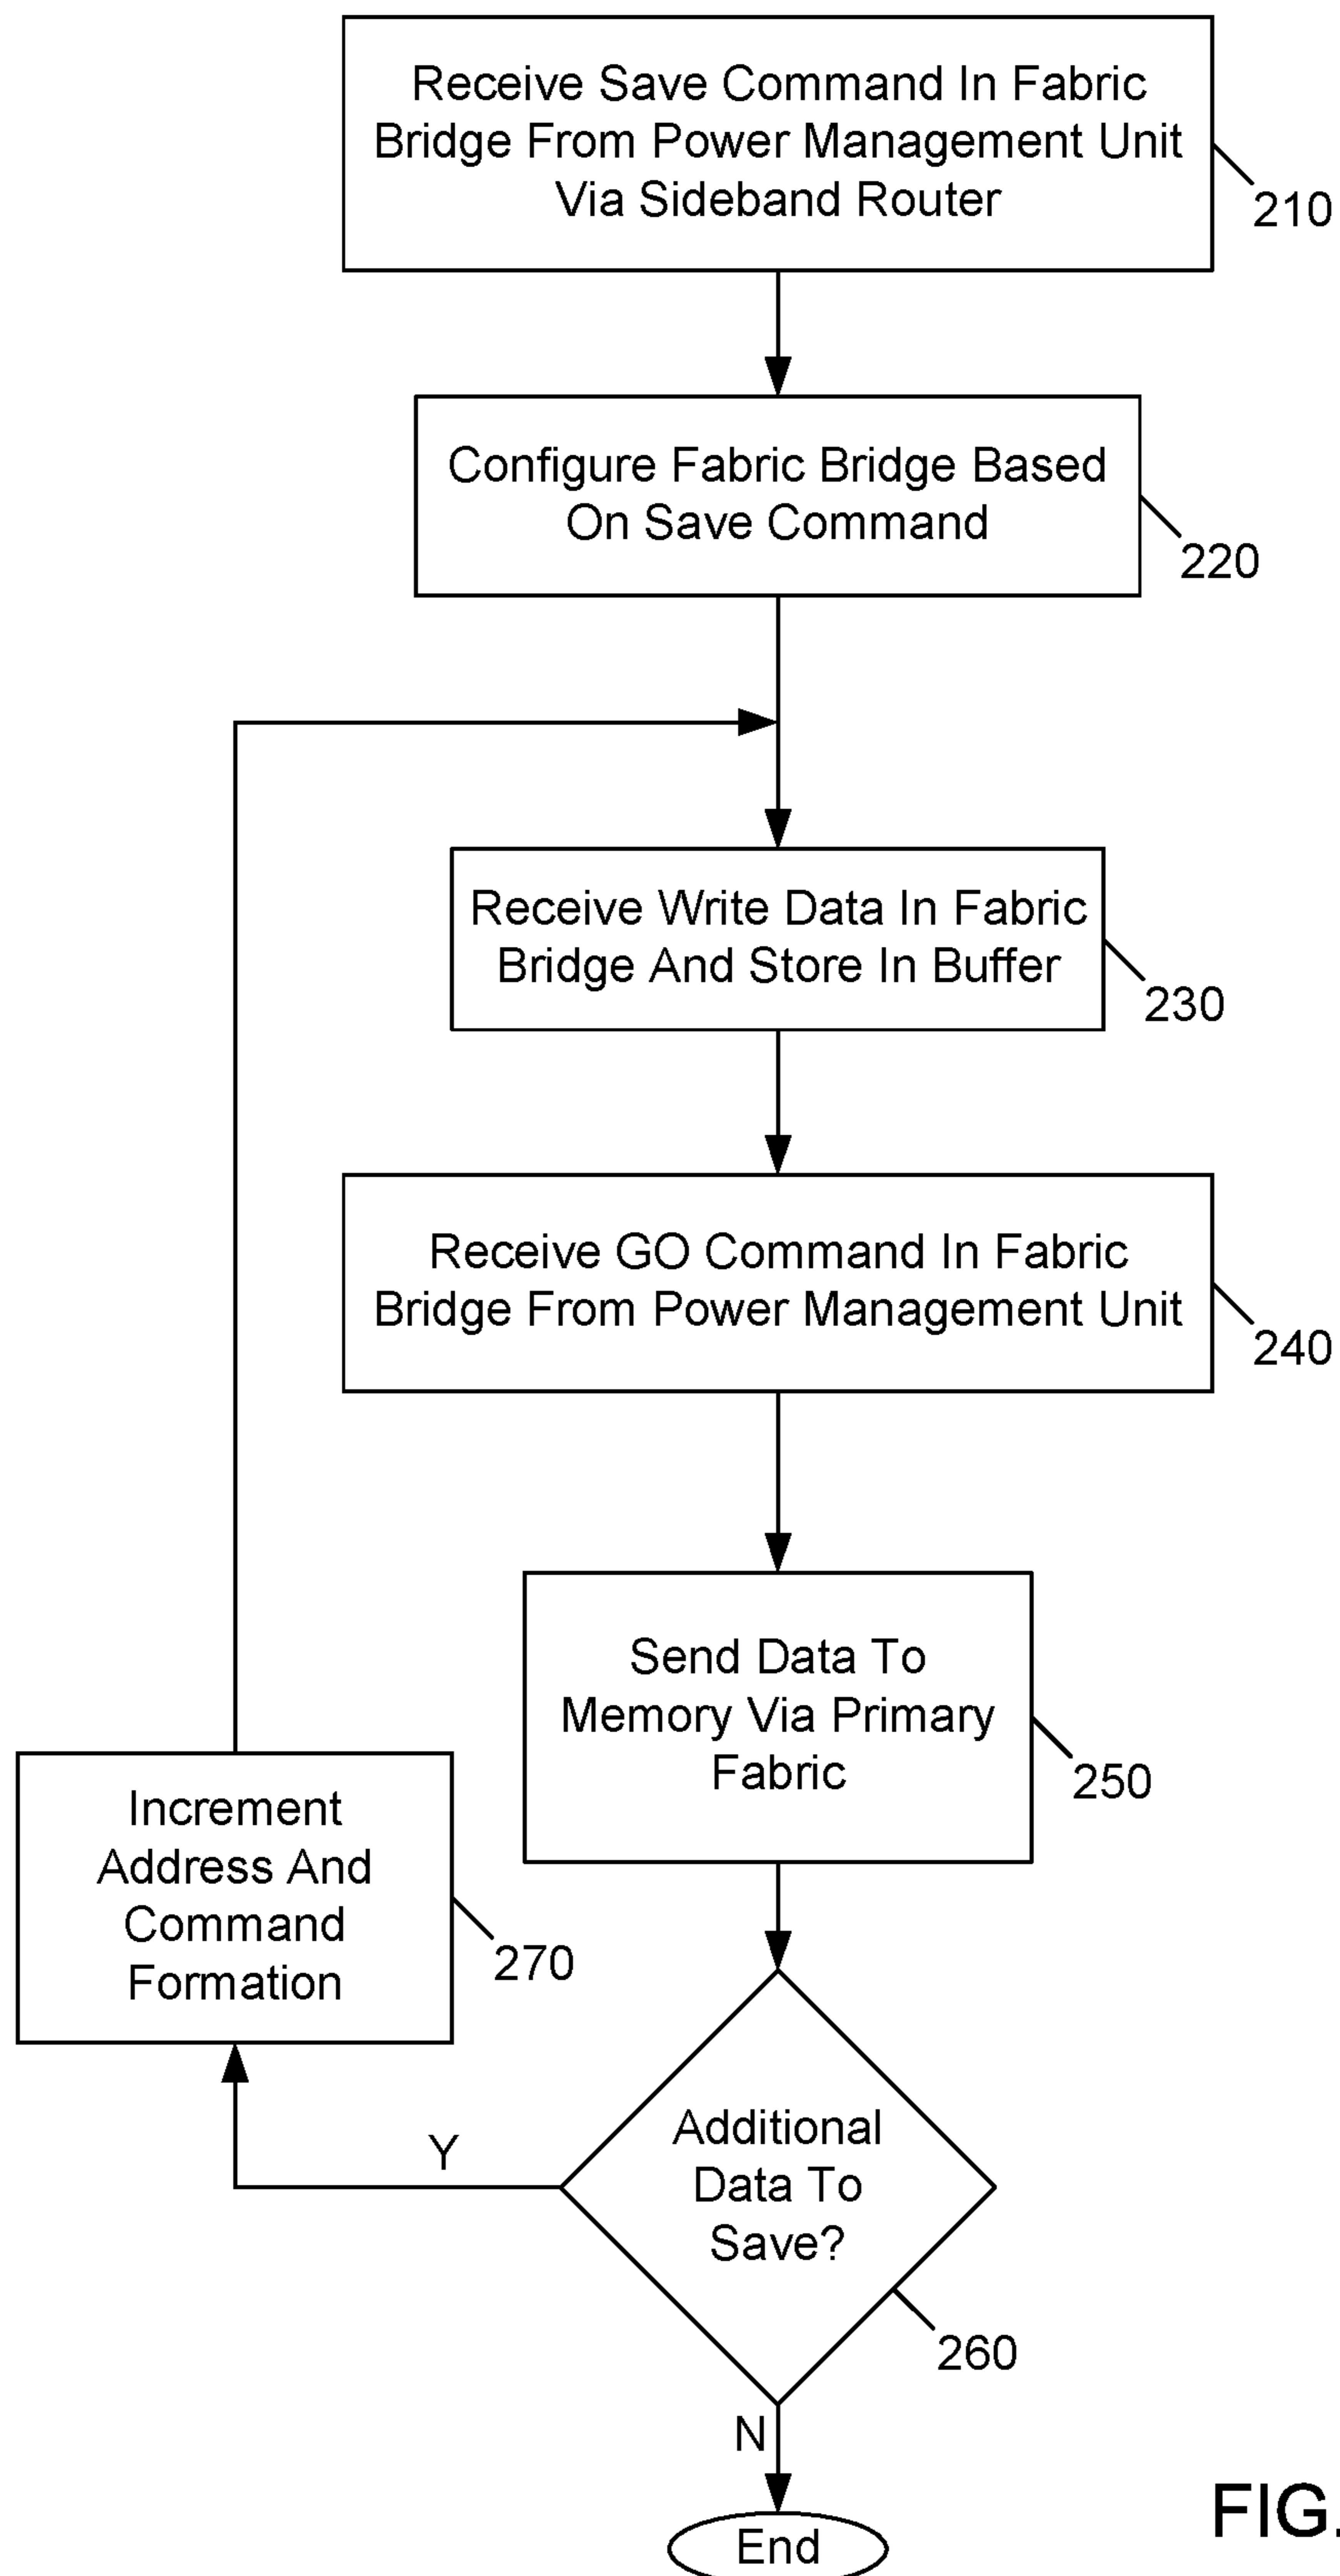 Receive Save Command In Fabric
Bridge From Power Management Unit
Via Sideband Router
210
Configure Fabric Bridge Based
On Save Command
220
Receive Write Data In Fabric
Bridge And Store In Buffer
230
Receive GO Command In Fabric
Bridge From Power Management Unit
240
Send Data To
Memory Via Primary
Fabric
250
Increment
Address And
Command
Formation
270
Additional
Data To
Save?
Y
260
N
End
FIG.